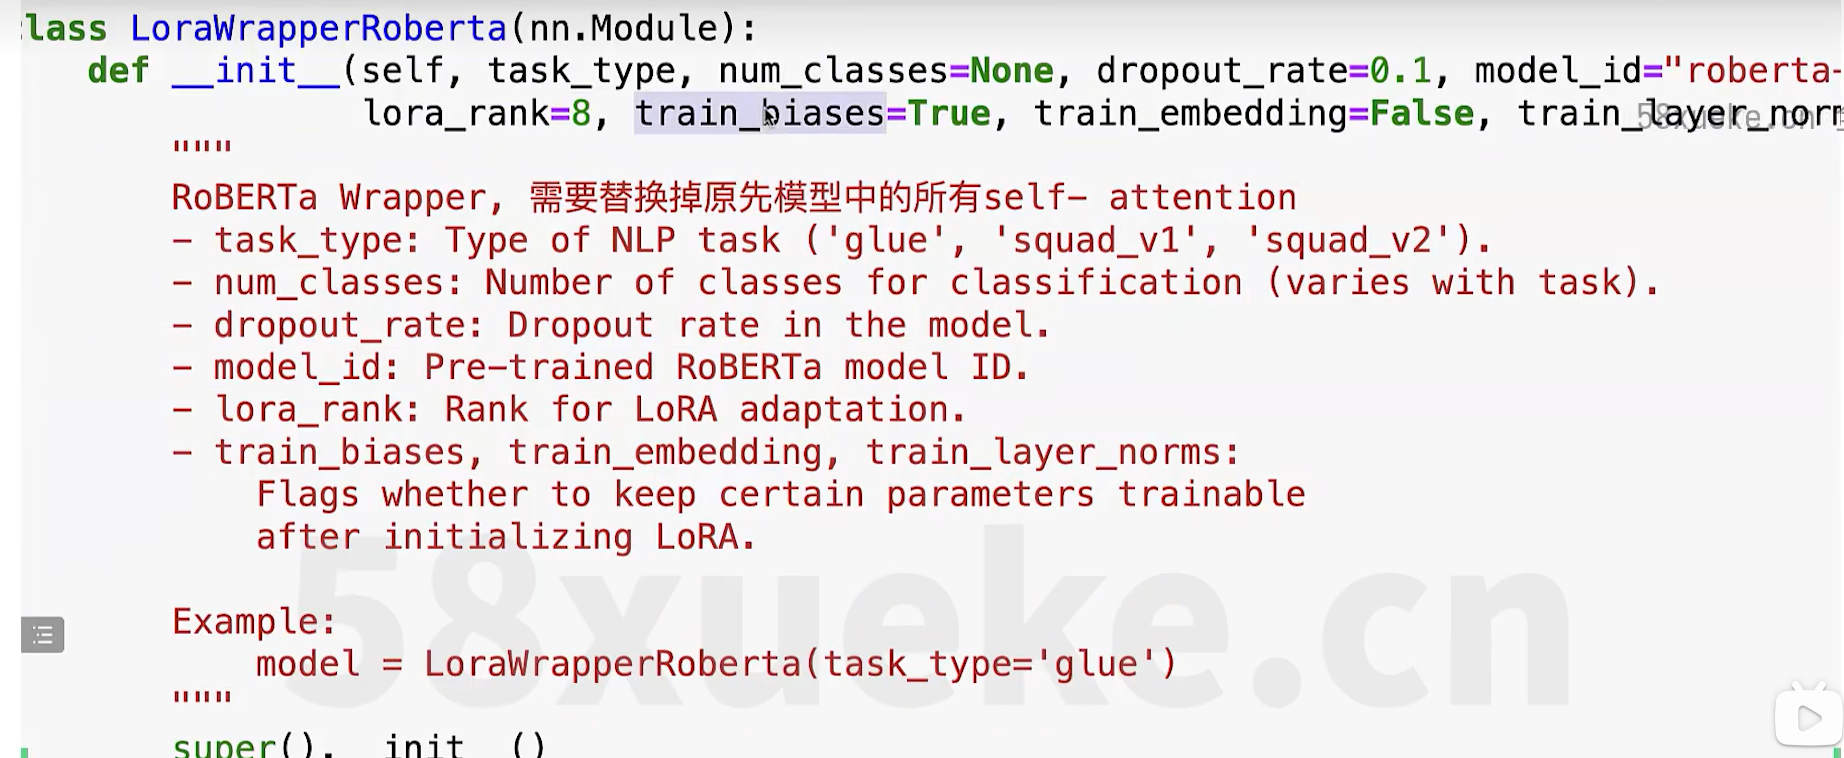 class LoraWrapperRoberta(nn.Module):
def __init__(self, task_type, num_classes=None, dropout_rate=0.1, model_id="roberta-
lora_rank=8, train_biases=True, train_embedding=False, train_layer_norm
58xueke.cn
"""
RoBERTa Wrapper, 需要替换掉原先模型中的所有self- attention
- task_type: Type of NLP task ('glue', 'squad_v1', 'squad_v2').
- num_classes: Number of classes for classification (varies with task).
- dropout_rate: Dropout rate in the model.
- model_id: Pre-trained RoBERTa model ID.
- lora_rank: Rank for LoRA adaptation.
- train_biases, train_embedding, train_layer_norms:
Flags whether to keep certain parameters trainable
after initializing LoRA.
58xueke.cn
Example:
model = LoraWrapperRoberta(task_type='glue')
"""
super().__init__()